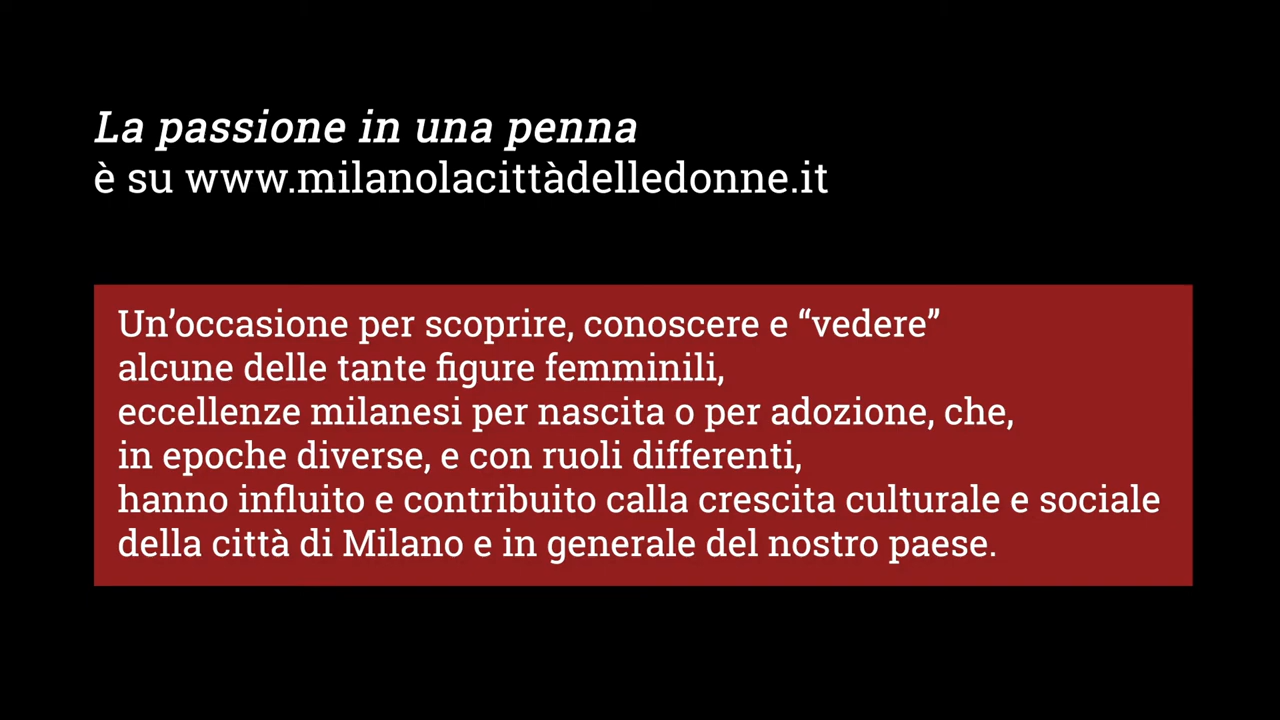 La passione in una penna
è su www.milanolacittàdelledonne.it
Un’occasione per scoprire, conoscere e “vedere”
alcune delle tante figure femminili,
eccellenze milanesi per nascita o per adozione, che,
in epoche diverse, e con ruoli differenti,
hanno influito e contribuito calla crescita culturale e sociale
della città di Milano e in generale del nostro paese.